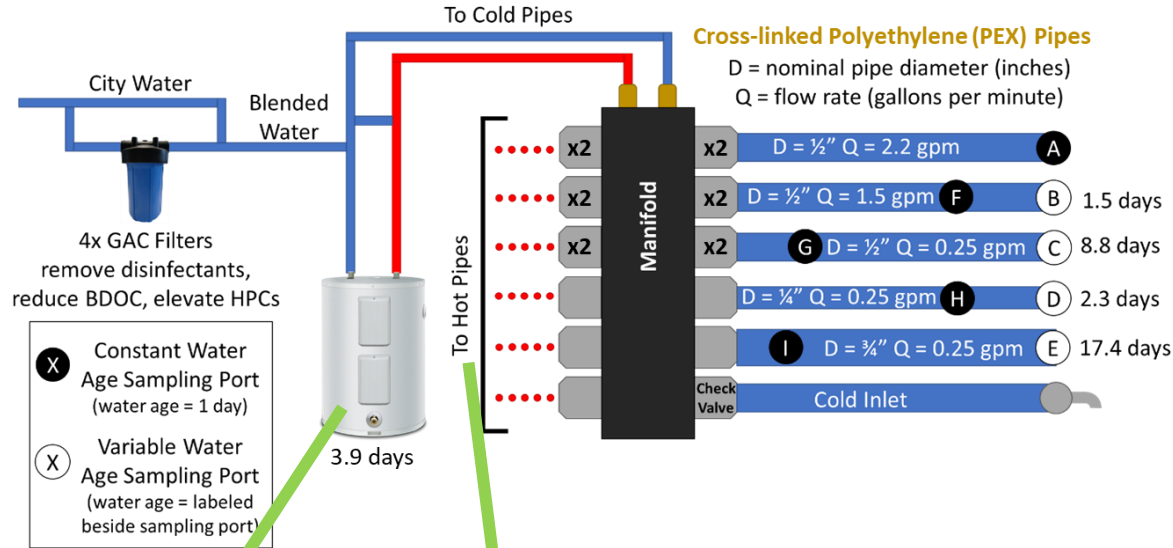 To Cold Pipes
Cross-linked Polyethylene (PEX) Pipes
D = nominal pipe diameter (inches)
Q = flow rate (gallons per minute)
City Water
Blended
Water
4x GAC Filters
remove disinfectants,
reduce BDOC, elevate HPCs
X Constant Water
Age Sampling Port
(water age = 1 day)
X Variable Water
Age Sampling Port
(water age = labeled
beside sampling port)
3.9 days
To Hot Pipes
Manifold
x2 x2 D = ½” Q = 2.2 gpm A
x2 x2 D = ½” Q = 1.5 gpm F B 1.5 days
x2 x2 G D = ½” Q = 0.25 gpm C 8.8 days
D = ¼” Q = 0.25 gpm H D 2.3 days
I D = ¾” Q = 0.25 gpm E 17.4 days
Check
Valve
Cold Inlet